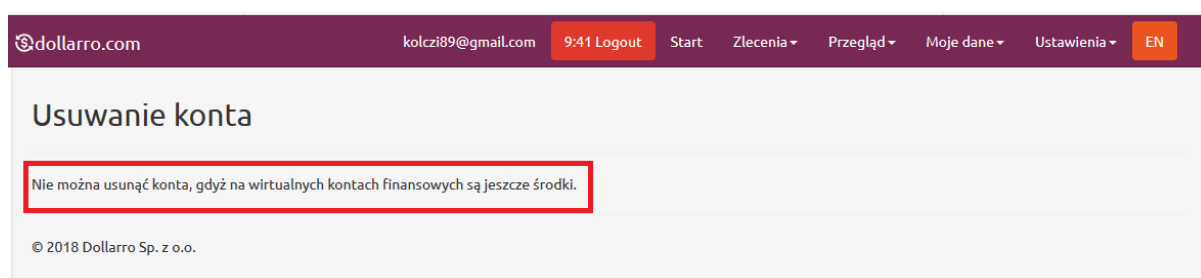 dollarro.com kolczi89@gmail.com 9:41 Logout Start Zlecenia Przegląd Moje dane Ustawienia EN
Usuwanie konta
Nie można usunąć konta, gdyż na wirtualnych kontach finansowych są jeszcze środki.
© 2018 Dollarro Sp. z o.o.